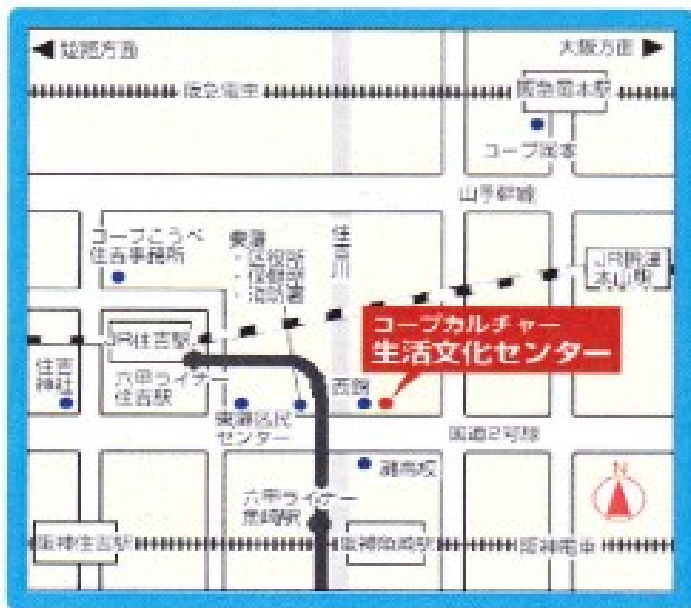 姫路方面
大阪方面
阪急電車
阪急岡本駅
コープ岡本
山手幹線
コープこうべ
住吉事務所
東灘
・区役所
・保健所
・消防署
住吉川
JR摂津
本山駅
コープカルチャー
生活文化センター
JR住吉駅
六甲ライナー
住吉駅
住吉
神社
東灘区民
センター
西館
国道2号線
灘高校
N
六甲ライナー
魚崎駅
阪神住吉駅
阪神魚崎駅
阪神電車